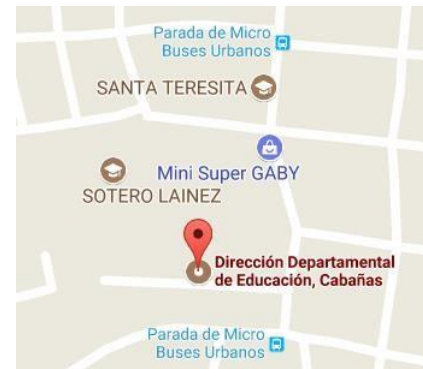 Parada de Micro
Buses Urbanos
SANTA TERESITA
Mini Super GABY
SOTERO LAINEZ
Dirección Departamental
de Educación, Cabañas
Parada de Micro
Buses Urbanos